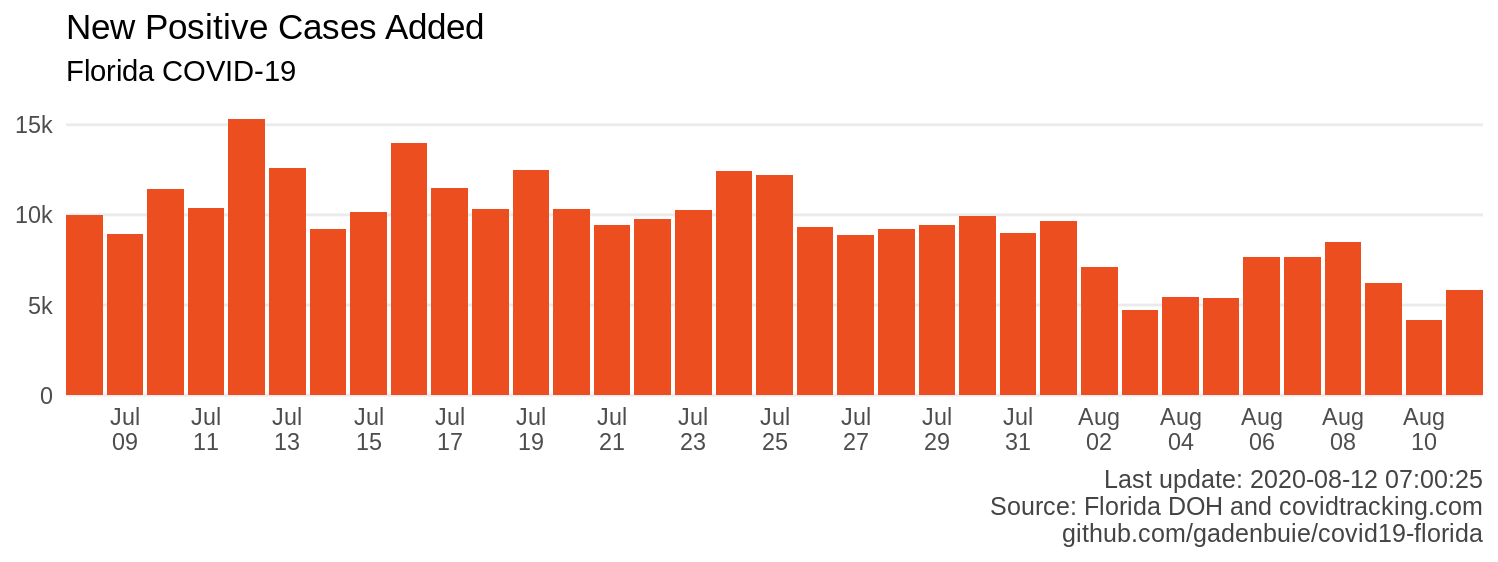 New Positive Cases Added
Florida COVID-19
15k
10k
5k
0
Jul Jul Jul Jul Jul Jul Jul Jul Jul Jul Jul Jul Aug Aug Aug Aug Aug
09 11 13 15 17 19 21 23 25 27 29 31 02 04 06 08 10
Last update: 2020-08-12 07:00:25
Source: Florida DOH and covidtracking.com
github.com/gadenbuie/covid19-florida